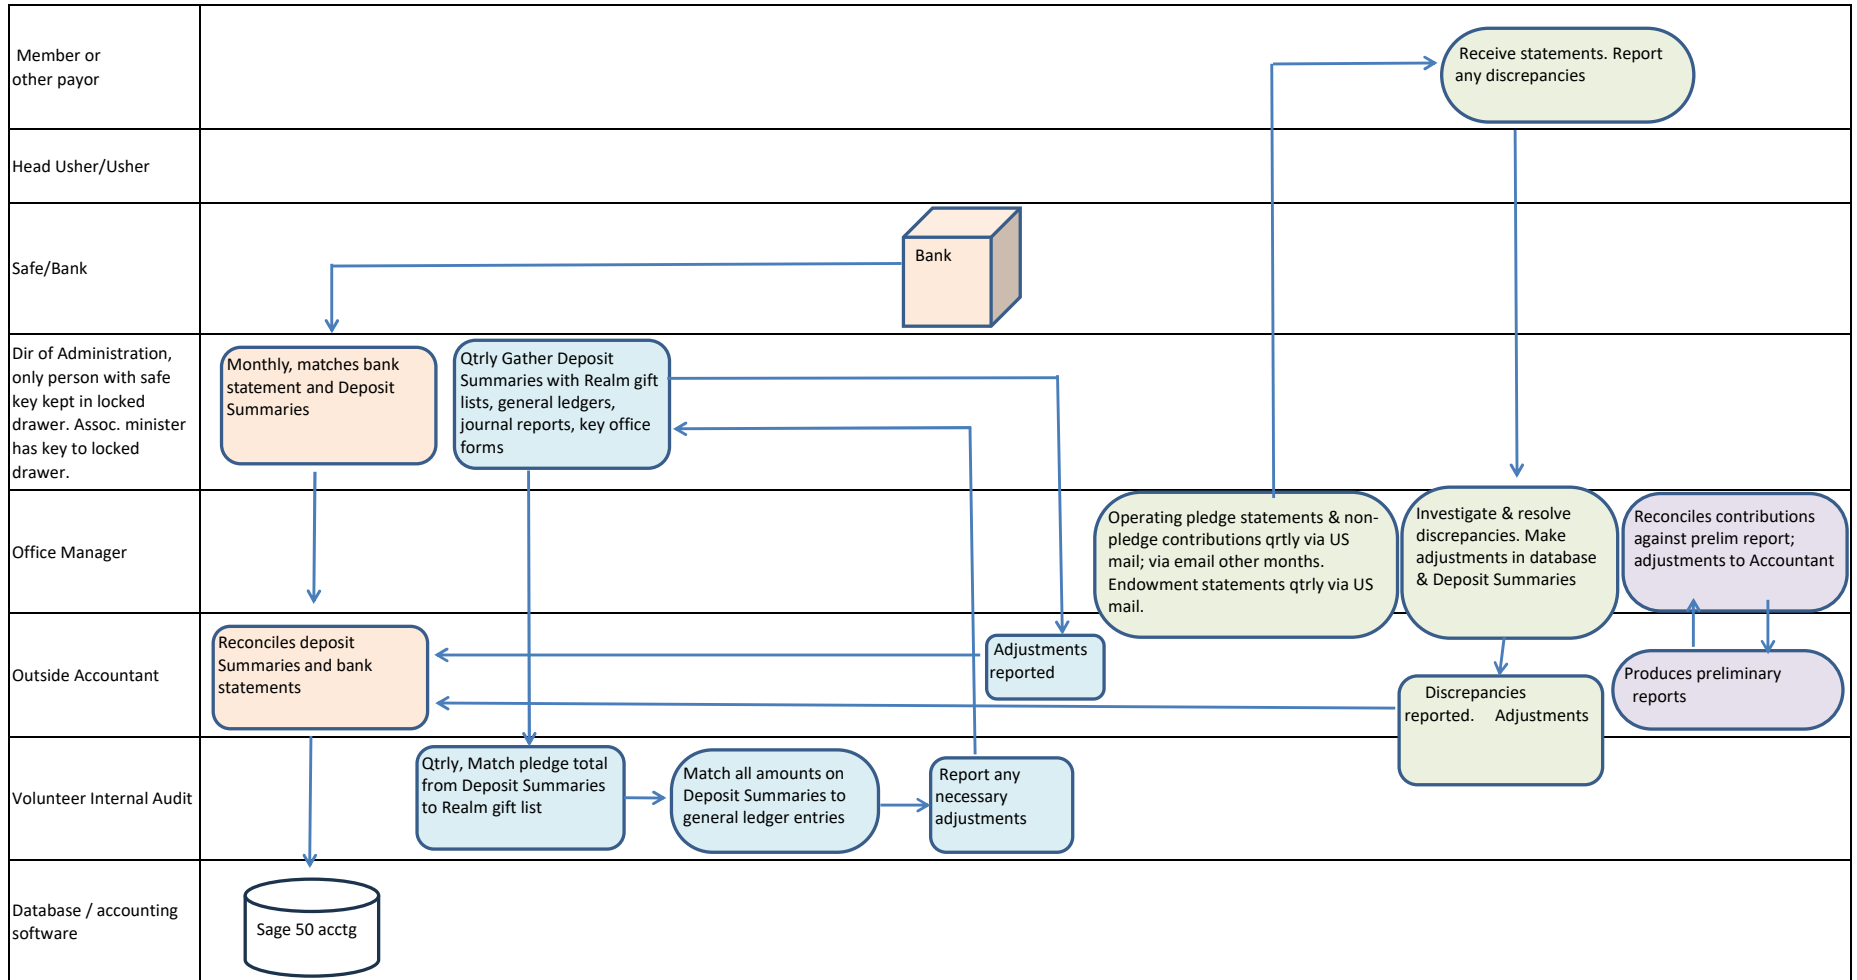 Member or
other payor
Receive statements. Report
any discrepancies
Head Usher/Usher
Safe/Bank
Bank
Dir of Administration,
only person with safe
key kept in locked
drawer. Assoc. minister
has key to locked
drawer.
Monthly, matches bank
statement and Deposit
Summaries
Qtrly Gather Deposit
Summaries with Realm gift
lists, general ledgers,
journal reports, key office
forms
Office Manager
Operating pledge statements & non-
pledge contributions qrtly via US
mail; via email other months.
Endowment statements qtrly via US
mail.
Investigate & resolve
discrepancies. Make
adjustments in database
& Deposit Summaries
Reconciles contributions
against prelim report;
adjustments to Accountant
Outside Accountant
Reconciles deposit
Summaries and bank
statements
Adjustments
reported
Discrepancies
reported. Adjustments
Produces preliminary
reports
Volunteer Internal Audit
Qtrly, Match pledge total
from Deposit Summaries
to Realm gift list
Match all amounts on
Deposit Summaries to
general ledger entries
Report any
necessary
adjustments
Database / accounting
software
Sage 50 acctg